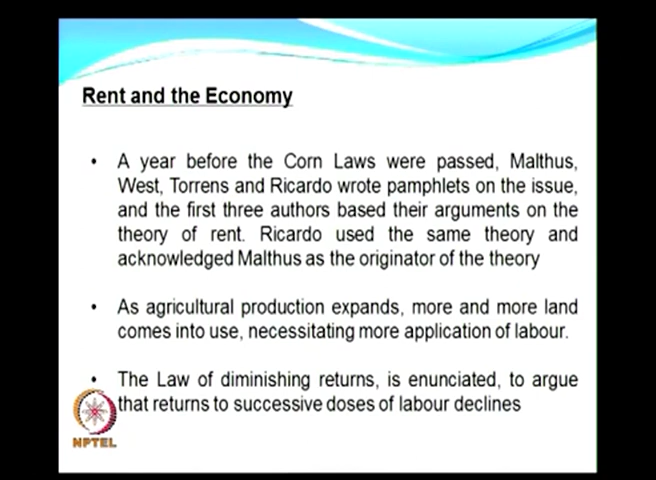 Rent and the Economy
• A year before the Corn Laws were passed, Malthus,
West, Torrens and Ricardo wrote pamphlets on the issue,
and the first three authors based their arguments on the
theory of rent. Ricardo used the same theory and
acknowledged Malthus as the originator of the theory
• As agricultural production expands, more and more land
comes into use, necessitating more application of labour.
• The Law of diminishing returns, is enunciated, to argue
that returns to successive doses of labour declines
NPTEL